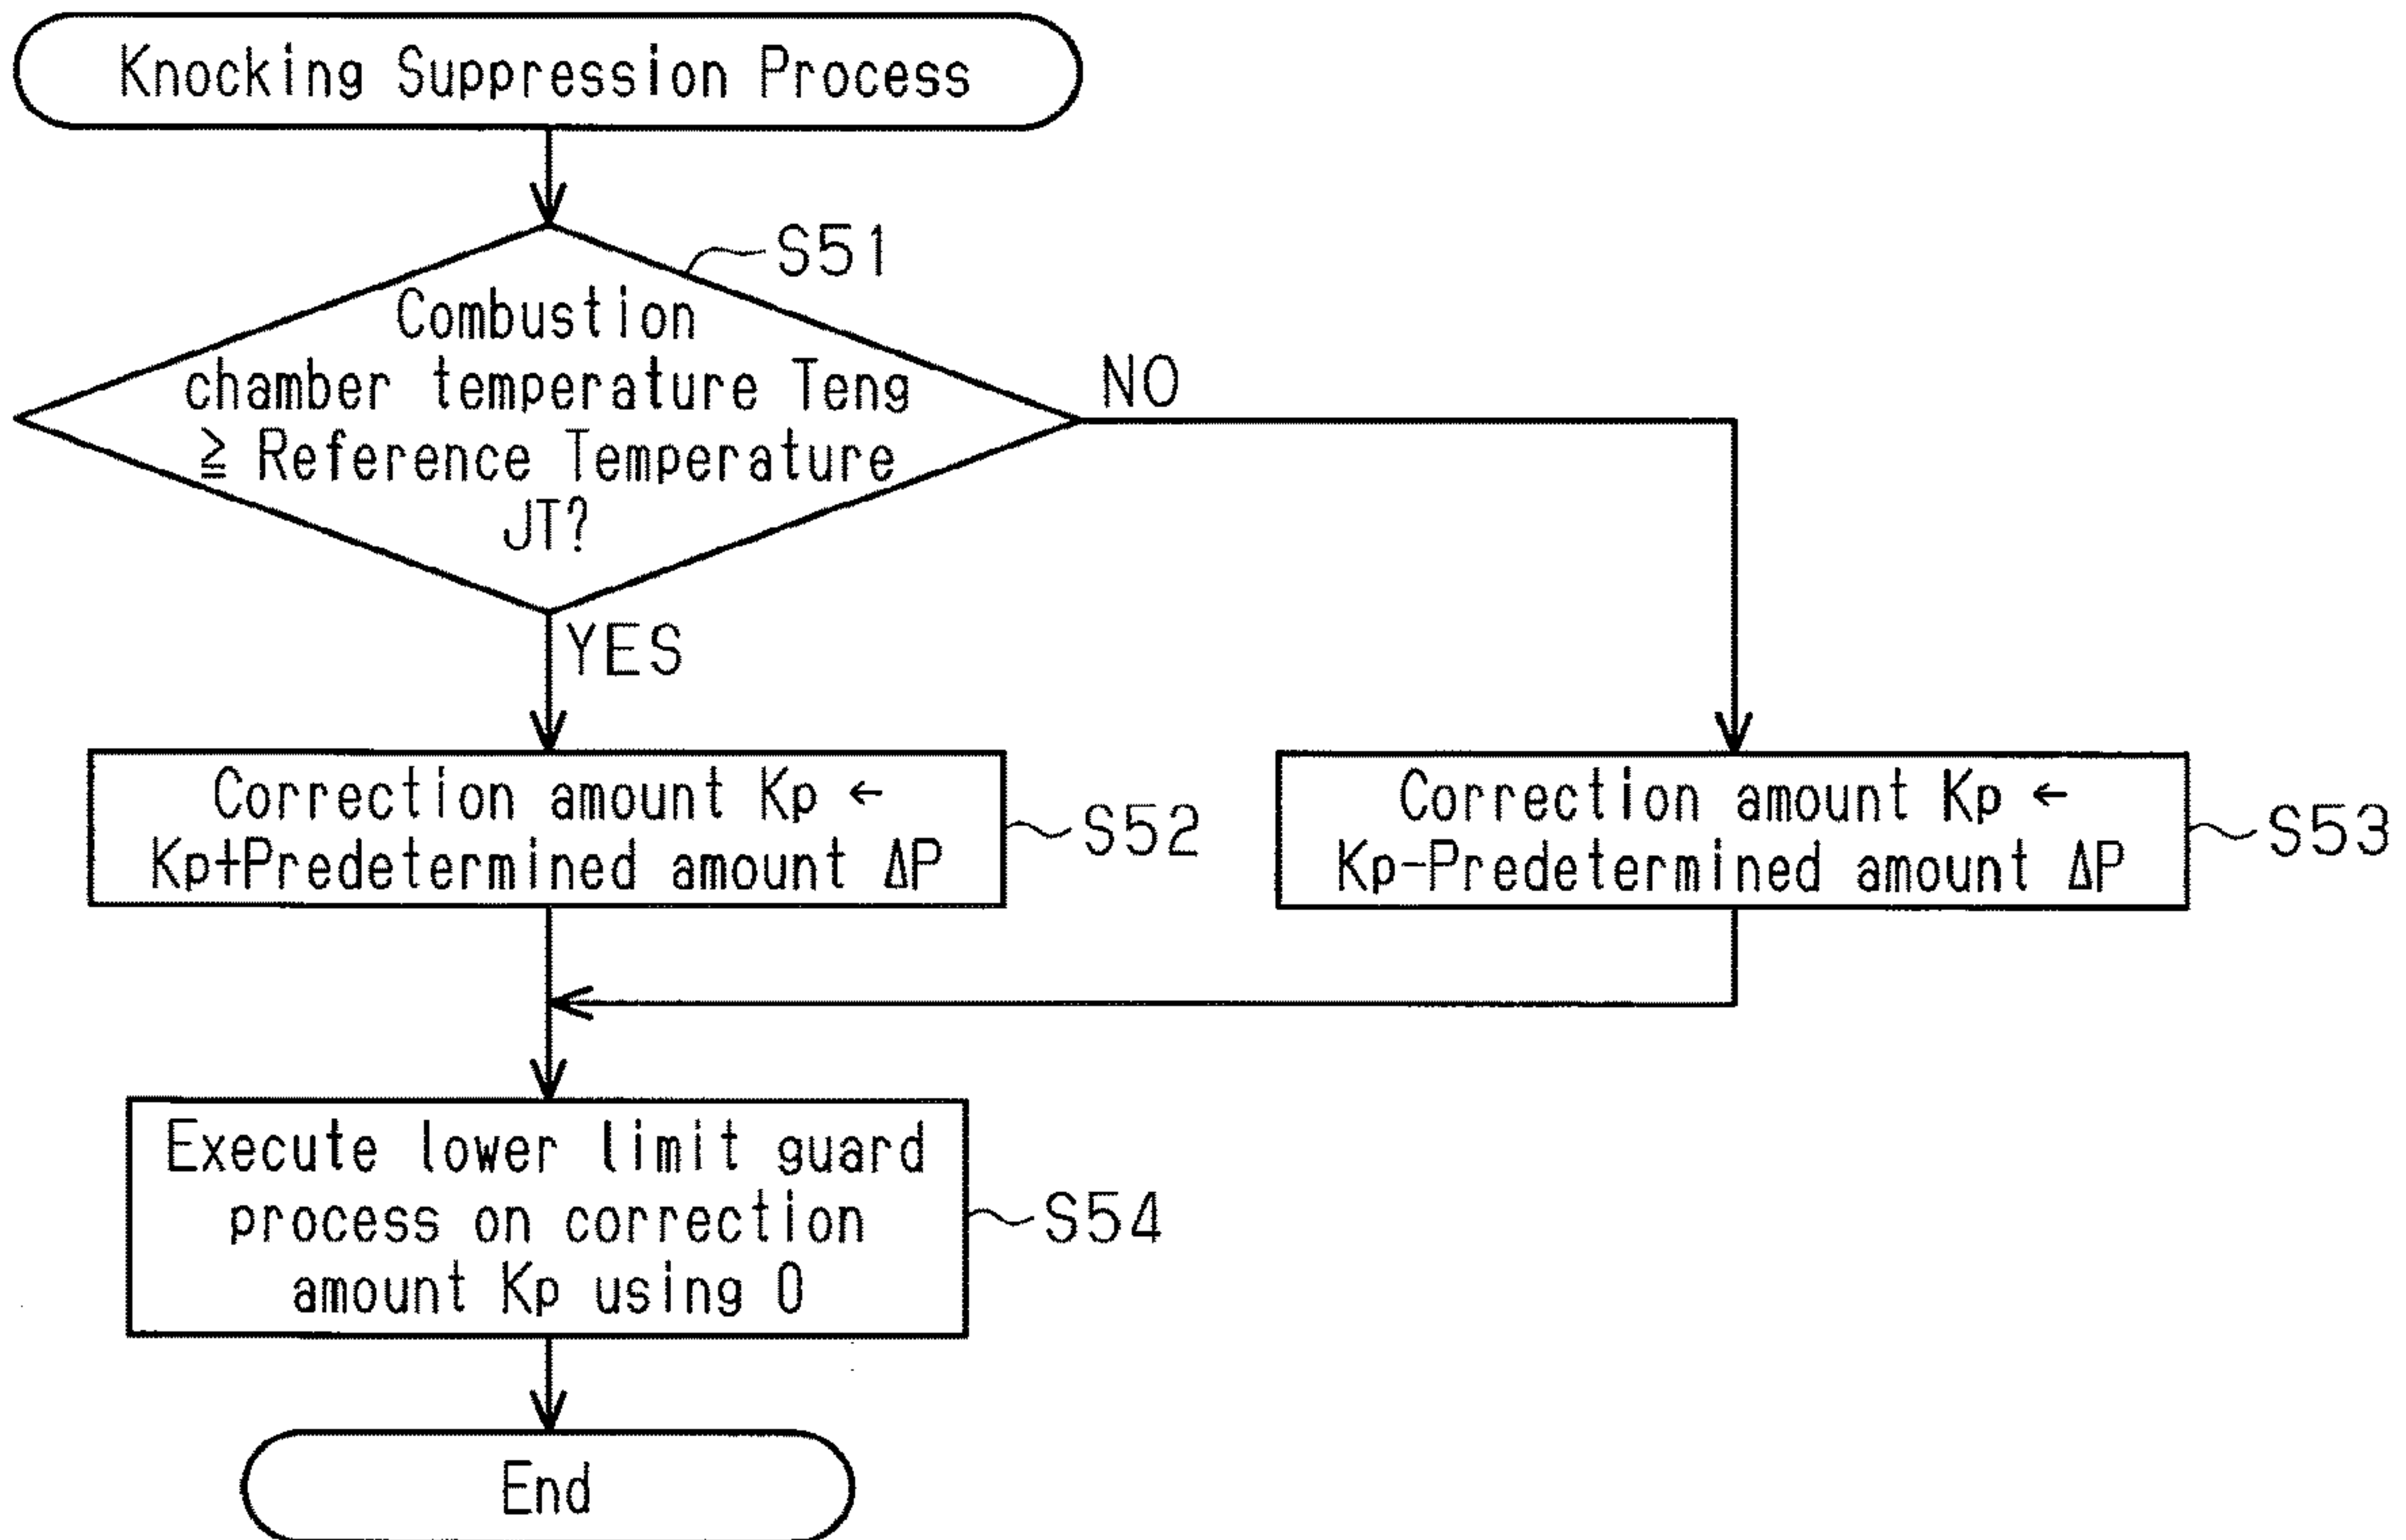 Knocking Suppression Process
S51
Combustion
chamber temperature Teng
≧ Reference Temperature
JT?
NO
YES
Correction amount Kp ←
Kp+Predetermined amount ΔP
S52
Correction amount Kp ←
Kp-Predetermined amount ΔP
S53
Execute lower limit guard
process on correction
amount Kp using 0
S54
End